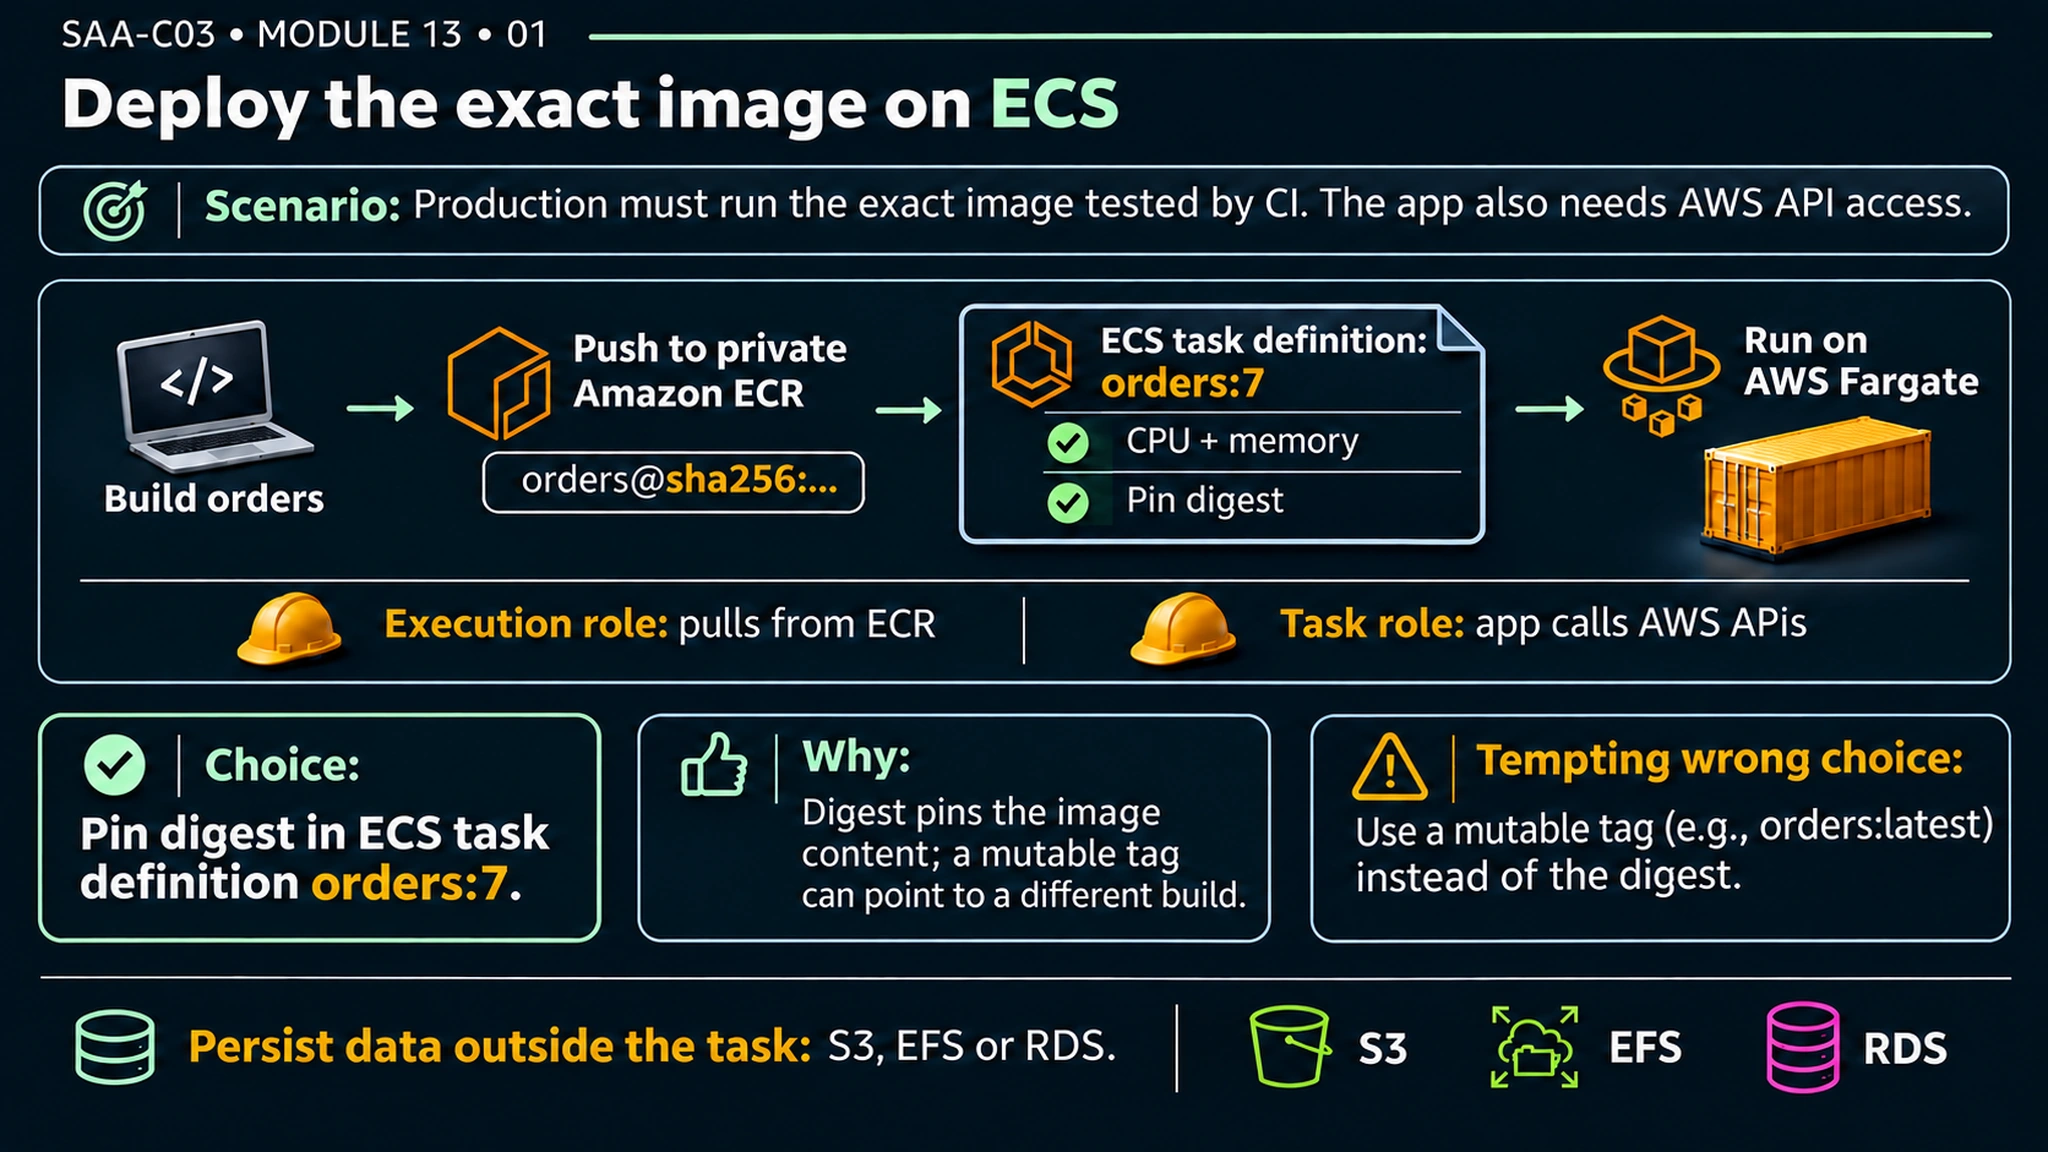 SAA-C03 • MODULE 13 • 01
Deploy the exact image on ECS
Scenario: Production must run the exact image tested by CI. The app also needs AWS API access.
</>
Build orders
Push to private
Amazon ECR
orders@sha256:...
ECS task definition:
orders:7
CPU + memory
Pin digest
Run on
AWS Fargate
Execution role: pulls from ECR
Task role: app calls AWS APis
Choice:
Pin digest in ECS task
definition orders:7.
Why:
Digest pins the image
content; a mutable tag
can point to a different build.
Tempting wrong choice:
Use a mutable tag (e.g., orders:latest)
instead of the digest.
Persist data outside the task: S3, EFS or RDS.
S3
EFS
RDS